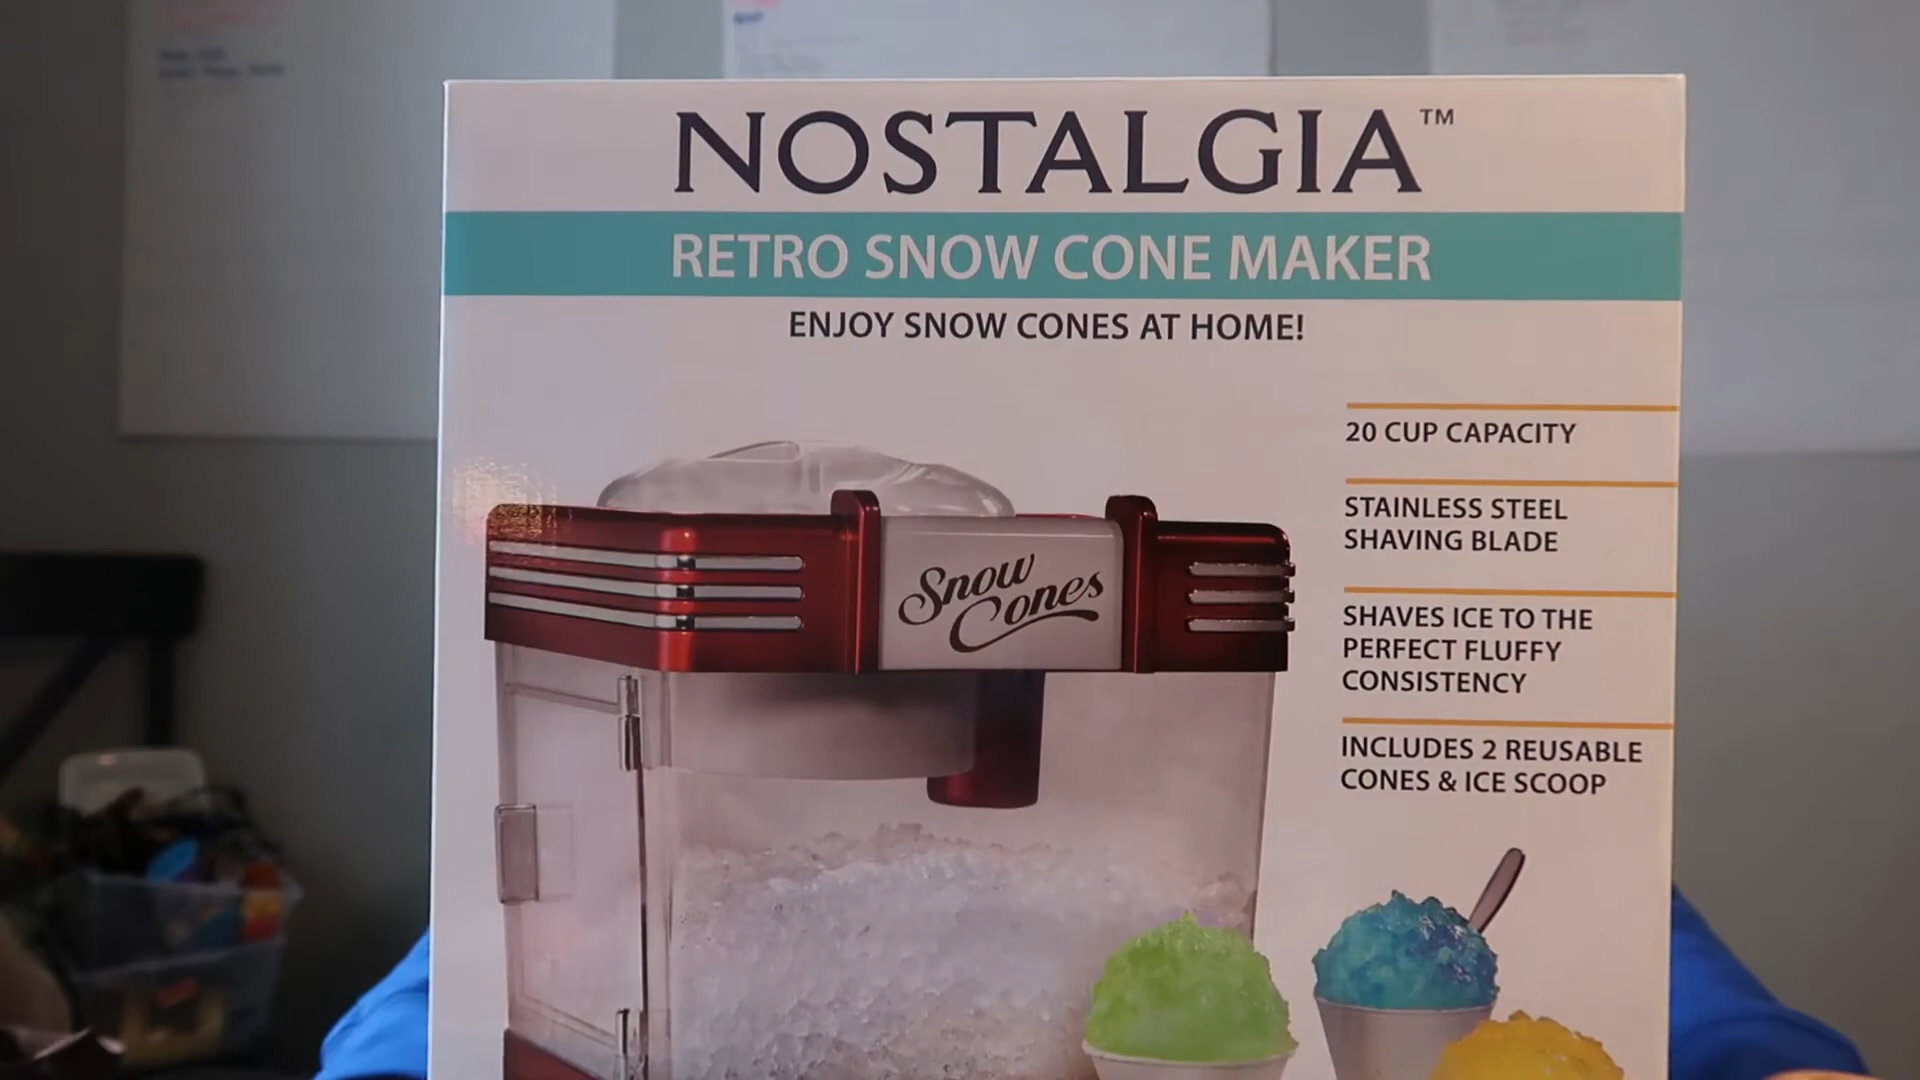 NOSTALGIA™
RETRO SNOW CONE MAKER
ENJOY SNOW CONES AT HOME!
20 CUP CAPACITY
STAINLESS STEEL
SHAVING BLADE
SHAVES ICE TO THE
PERFECT FLUFFY
CONSISTENCY
INCLUDES 2 REUSABLE
CONES & ICE SCOOP
Snow
Cones